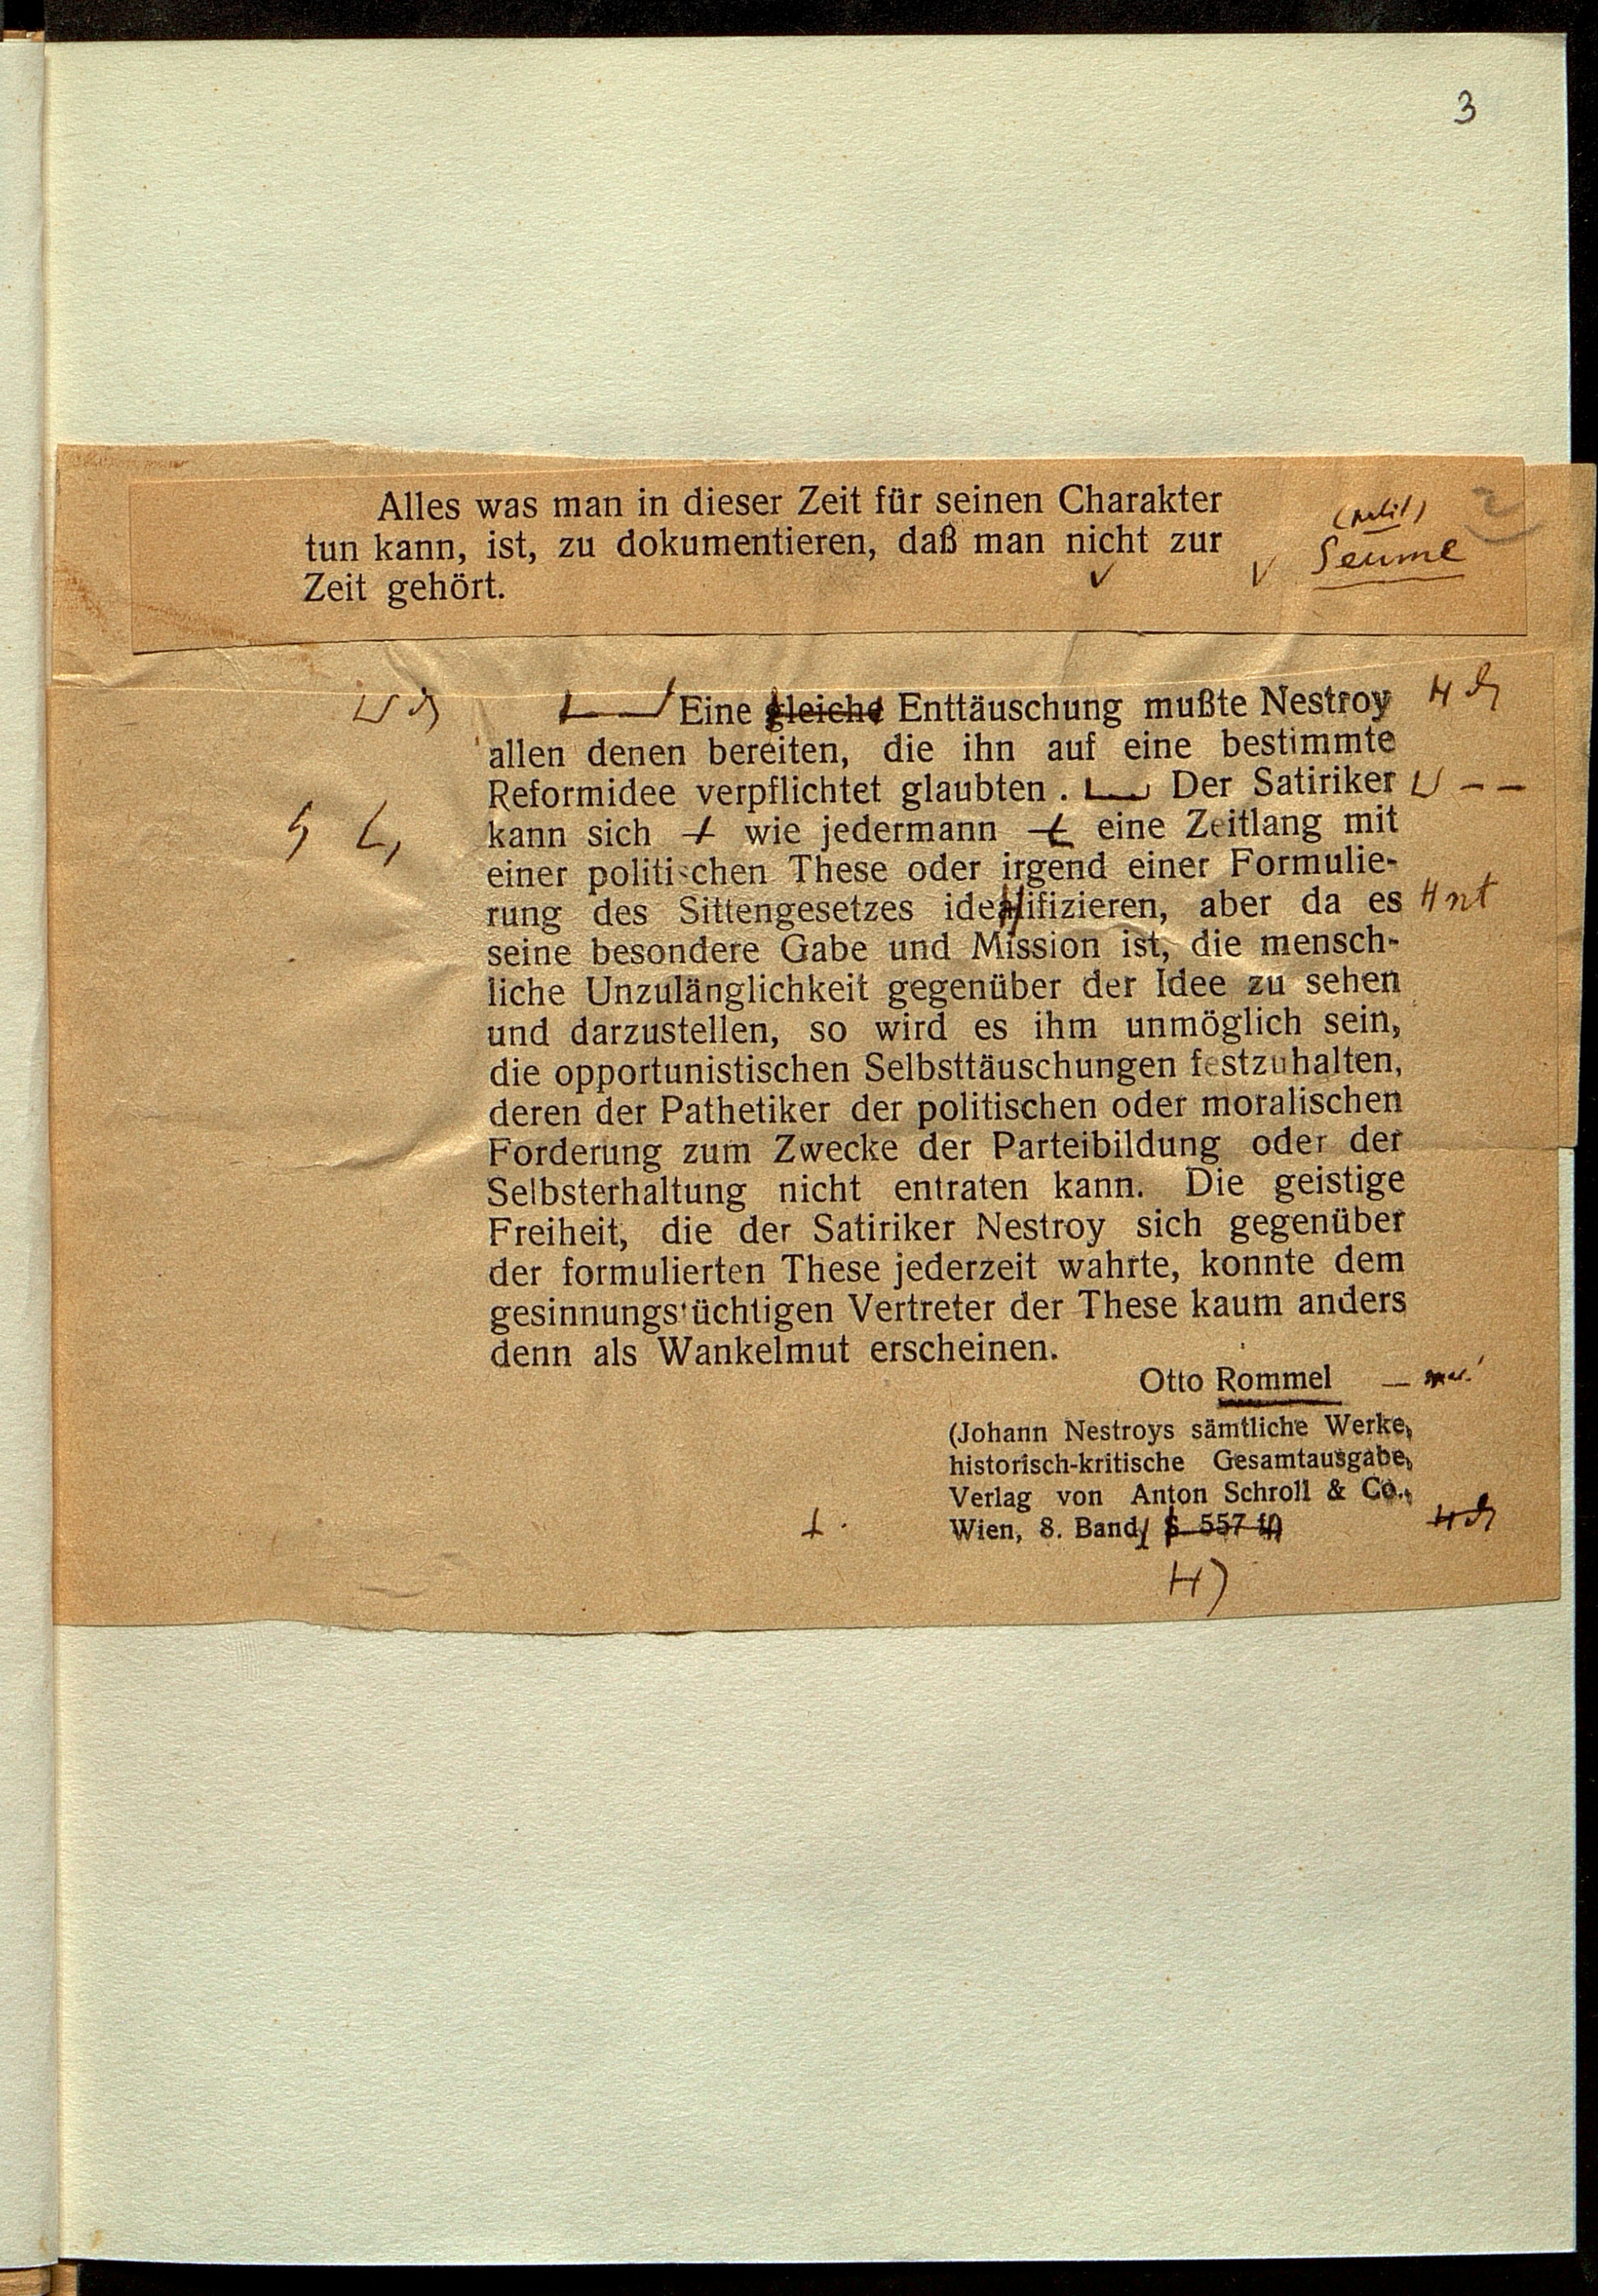 3
Alles was man in dieser Zeit für seinen Charakter
tun kann, ist, zu dokumentieren, daß man nicht zur
Zeit gehört.
Seume
Eine gleiche Enttäuschung mußte Nestroy
allen denen bereiten, die ihn auf eine bestimmte
Reformidee verpflichtet glaubten. Der Satiriker
kann sich wie jedermann eine Zeitlang mit
einer politischen These oder irgend einer Formulie-
rung des Sittengesetzes ideⱶifizieren, aber da es nt
seine besondere Gabe und Mission ist, die mensch-
liche Unzulänglichkeit gegenüber der Idee zu sehen
und darzustellen, so wird es ihm unmöglich sein,
die opportunistischen Selbsttäuschungen festzuhalten,
deren der Pathetiker der politischen oder moralischen
Forderung zum Zwecke der Parteibildung oder der
Selbsterhaltung nicht entraten kann. Die geistige
Freiheit, die der Satiriker Nestroy sich gegenüber
der formulierten These jederzeit wahrte, konnte dem
gesinnungstüchtigen Vertreter der These kaum anders
denn als Wankelmut erscheinen.
Otto Rommel
(Johann Nestroys sämtliche Werke,
historisch-kritische Gesamtausgabe,
Verlag von Anton Schroll & Co.,
Wien, 8. Band, S. 557 ff)